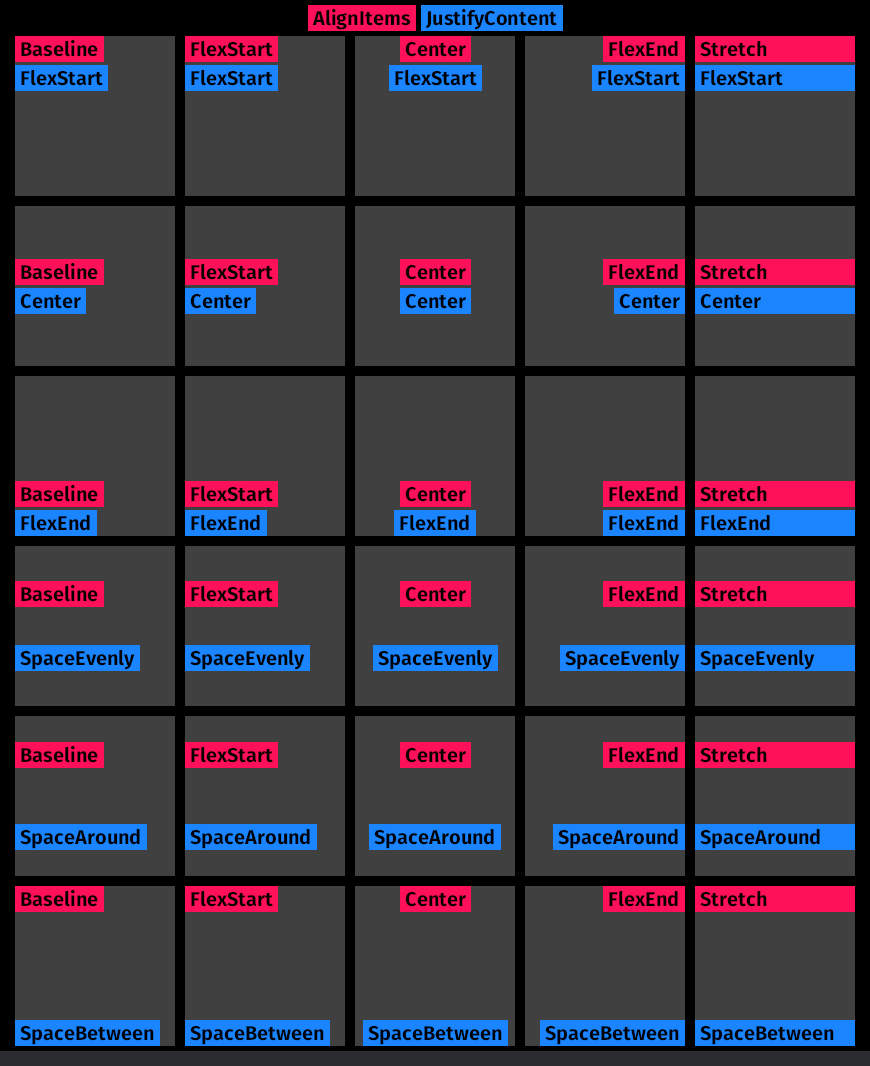 AlignItems JustifyContent
Baseline FlexStart Center FlexEnd Stretch
FlexStart FlexStart FlexStart FlexStart FlexStart
Baseline FlexStart Center FlexEnd Stretch
Center Center Center Center Center
Baseline FlexStart Center FlexEnd Stretch
FlexEnd FlexEnd FlexEnd FlexEnd FlexEnd
Baseline FlexStart Center FlexEnd Stretch
SpaceEvenly SpaceEvenly SpaceEvenly SpaceEvenly SpaceEvenly
Baseline FlexStart Center FlexEnd Stretch
SpaceAround SpaceAround SpaceAround SpaceAround SpaceAround
Baseline FlexStart Center FlexEnd Stretch
SpaceBetween SpaceBetween SpaceBetween SpaceBetween SpaceBetween